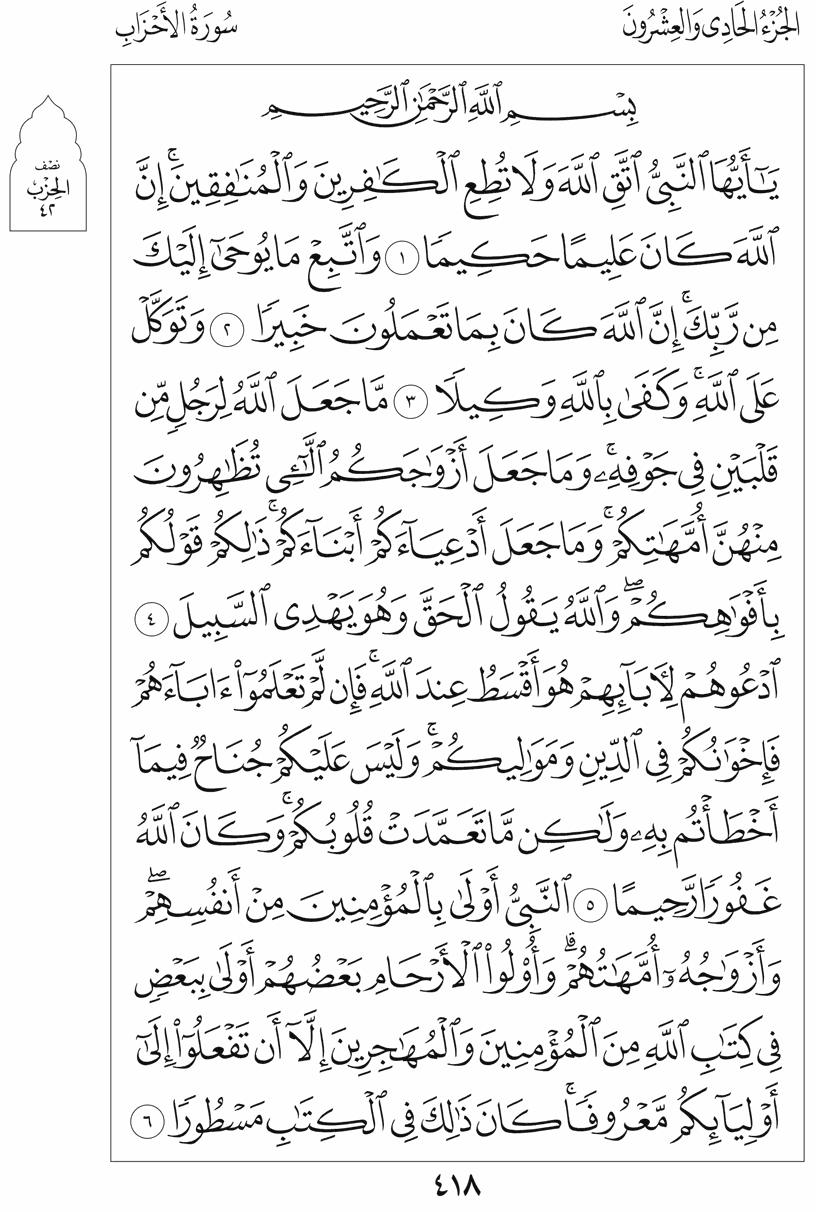 الجُزْءُ الحَادِى وَالعِشْرُونَ
سُورَةُ الأَحْزَابِ
نصف
الحِزْبُ
٤٢
بِسْمِ ٱللَّهِ ٱلرَّحْمَٰنِ ٱلرَّحِيمِ
يَـٰٓأَيُّهَا ٱلنَّبِىُّ ٱتَّقِ ٱللَّهَ وَلَا تُطِعِ ٱلْكَـٰفِرِينَ وَٱلْمُنَـٰفِقِينَ ۚ إِنَّ
ٱللَّهَ كَانَ عَلِيمًا حَكِيمًا ١ وَٱتَّبِعْ مَا يُوحَىٰٓ إِلَيْكَ
مِن رَّبِّكَ ۚ إِنَّ ٱللَّهَ كَانَ بِمَا تَعْمَلُونَ خَبِيرًا ٢ وَتَوَكَّلْ
عَلَى ٱللَّهِ ۚ وَكَفَىٰ بِٱللَّهِ وَكِيلًا ٣ مَّا جَعَلَ ٱللَّهُ لِرَجُلٍ مِّن
قَلْبَيْنِ فِى جَوْفِهِۦ ۚ وَمَا جَعَلَ أَزْوَٰجَكُمُ ٱلَّـٰٓـِٔى تُظَـٰهِرُونَ
مِنْهُنَّ أُمَّهَـٰتِكُمْ ۚ وَمَا جَعَلَ أَدْعِيَآءَكُمْ أَبْنَآءَكُمْ ۚ ذَٰلِكُمْ قَوْلُكُم
بِأَفْوَٰهِكُمْ ۖ وَٱللَّهُ يَقُولُ ٱلْحَقَّ وَهُوَ يَهْدِى ٱلسَّبِيلَ ٤
ٱدْعُوهُمْ لِـَٔابَآئِهِمْ هُوَ أَقْسَطُ عِندَ ٱللَّهِ ۚ فَإِن لَّمْ تَعْلَمُوٓا۟ ءَابَآءَهُمْ
فَإِخْوَٰنُكُمْ فِى ٱلدِّينِ وَمَوَٰلِيكُمْ ۚ وَلَيْسَ عَلَيْكُمْ جُنَاحٌ فِيمَآ
أَخْطَأْتُم بِهِۦ وَلَـٰكِن مَّا تَعَمَّدَتْ قُلُوبُكُمْ ۚ وَكَانَ ٱللَّهُ
غَفُورًا رَّحِيمًا ٥ ٱلنَّبِىُّ أَوْلَىٰ بِٱلْمُؤْمِنِينَ مِنْ أَنفُسِهِمْ ۖ
وَأَزْوَٰجُهُۥٓ أُمَّهَـٰتُهُمْ ۗ وَأُو۟لُوا۟ ٱلْأَرْحَامِ بَعْضُهُمْ أَوْلَىٰ بِبَعْضٍ
فِى كِتَـٰبِ ٱللَّهِ مِنَ ٱلْمُؤْمِنِينَ وَٱلْمُهَـٰجِرِينَ إِلَّآ أَن تَفْعَلُوٓا۟ إِلَىٰٓ
أَوْلِيَآئِكُم مَّعْرُوفًا ۚ كَانَ ذَٰلِكَ فِى ٱلْكِتَـٰبِ مَسْطُورًا ٦
٤١٨